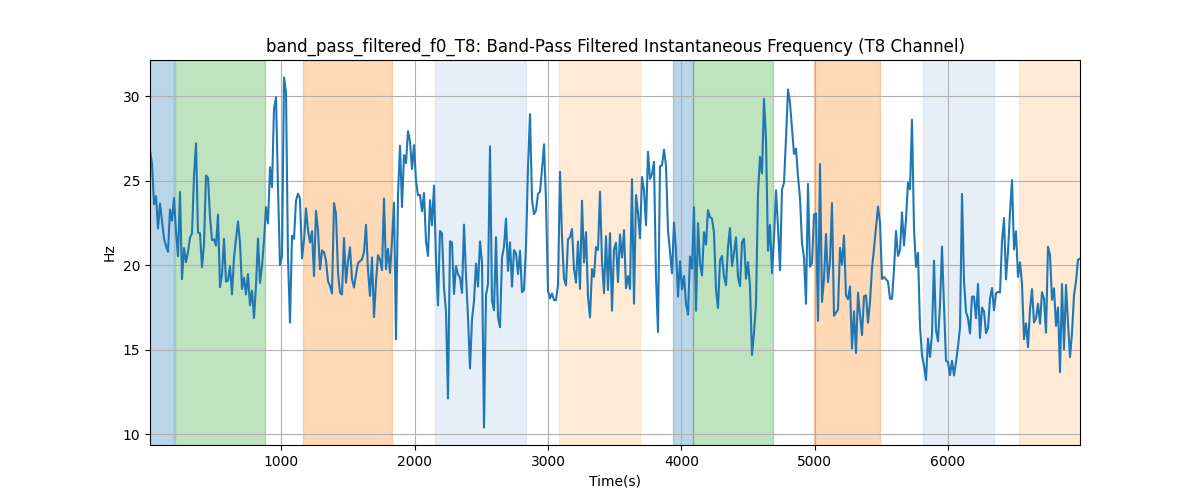 band_pass_filtered_f0_T8: Band-Pass Filtered Instantaneous Frequency (T8 Channel)
30
25
20
15
10
Hz
1000 2000 3000 4000 5000 6000
Time(s)